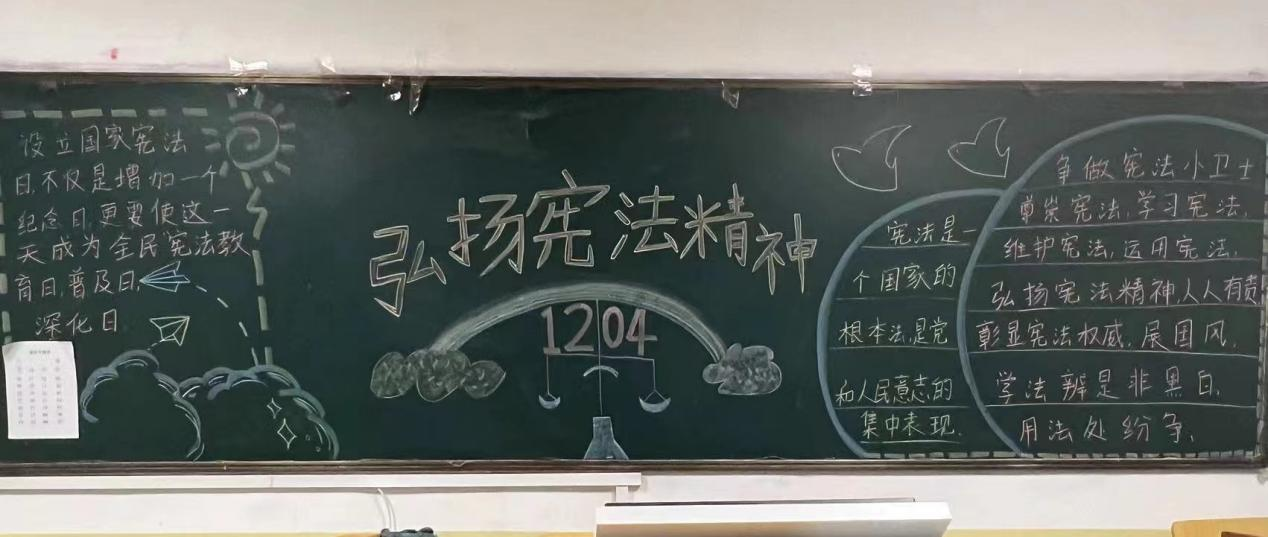 设立国家宪法
日,不仅是增加一个
纪念日,更要使这一
天成为全民宪法教
育日,普及日,
深化日
弘扬宪法精神
1204
宪法是一
个国家的
根本法,是党
和人民意志的
集中表现.
争做宪法小卫士
尊崇宪法,学习宪法,
维护宪法,运用宪法,
弘扬宪法精神,人人有责
彰显宪法权威,展国风,
学法辨是非黑白,
用法处纷争,